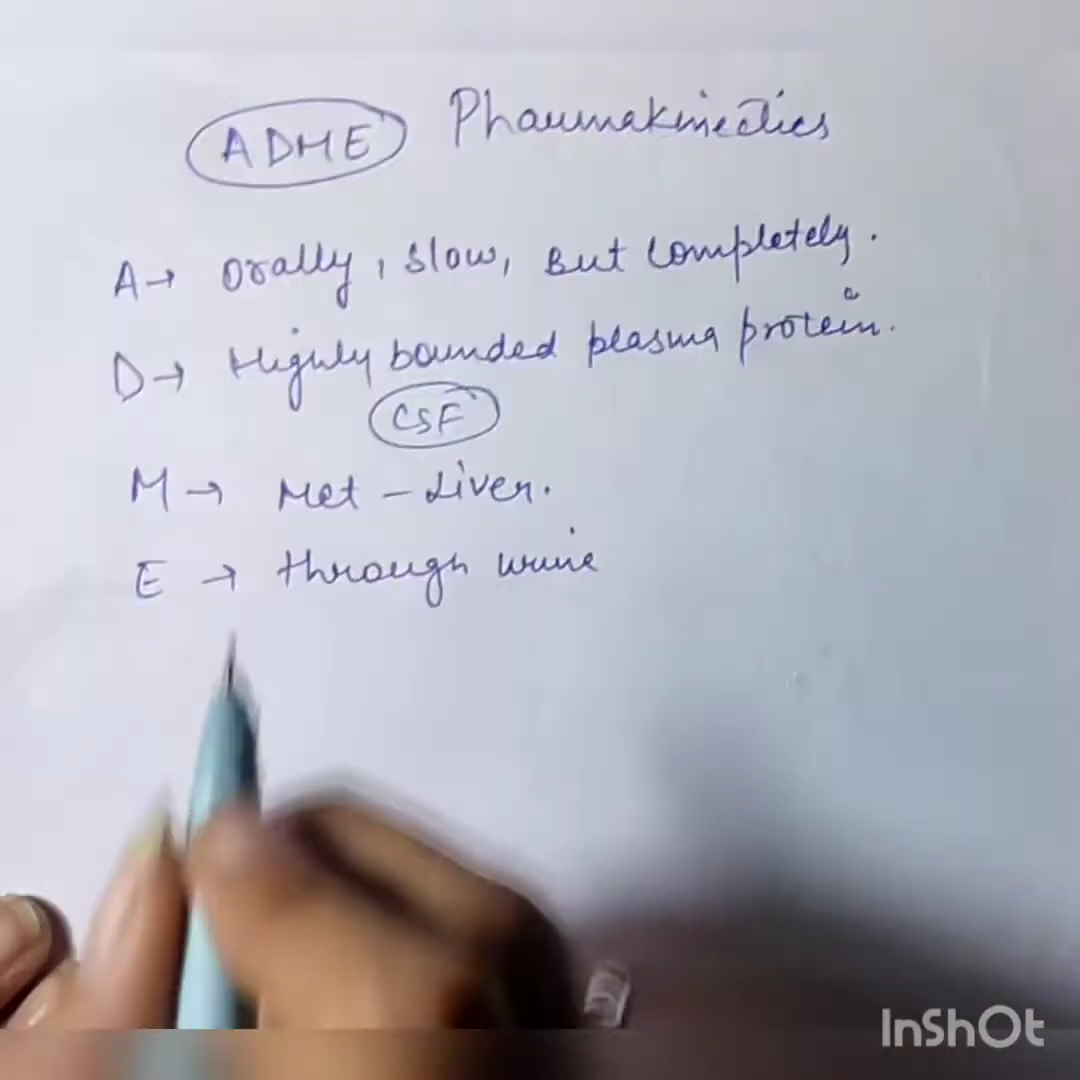 ADME Pharmakinetics
A→ Orally, slow, But completely.
D→ Highly bounded plasma protein.
CSF
M→ Met - Liver.
E → through urine
InShOt